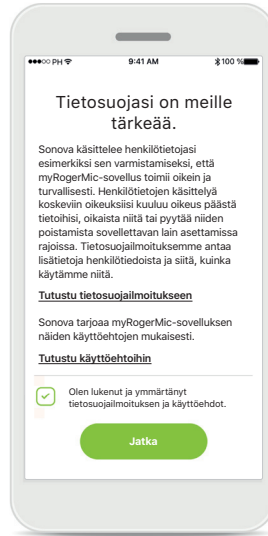 ●●●○○ PH 9:41 AM 100 %
Tietosuojasi on meille
tärkeää.
Sonova käsittelee henkilötietojasi
esimerkiksi sen varmistamiseksi, että
myRogerMic-sovellus toimii oikein ja
turvallisesti. Henkilötietojen käsittelyä
koskeviin oikeuksiisi kuuluu oikeus päästä
tietoihisi, oikaista niitä tai pyytää niiden
poistamista sovellettavan lain asettamissa
rajoissa. Tietosuojailmoituksemme antaa
lisätietoja henkilötiedoista ja siitä, kuinka
käytämme niitä.
Tutustu tietosuojailmoitukseen
Sonova tarjoaa myRogerMic-sovelluksen
näiden käyttöehtojen mukaisesti.
Tutustu käyttöehtoihin
Olen lukenut ja ymmärtänyt
tietosuojailmoituksen ja käyttöehdot.
Jatka